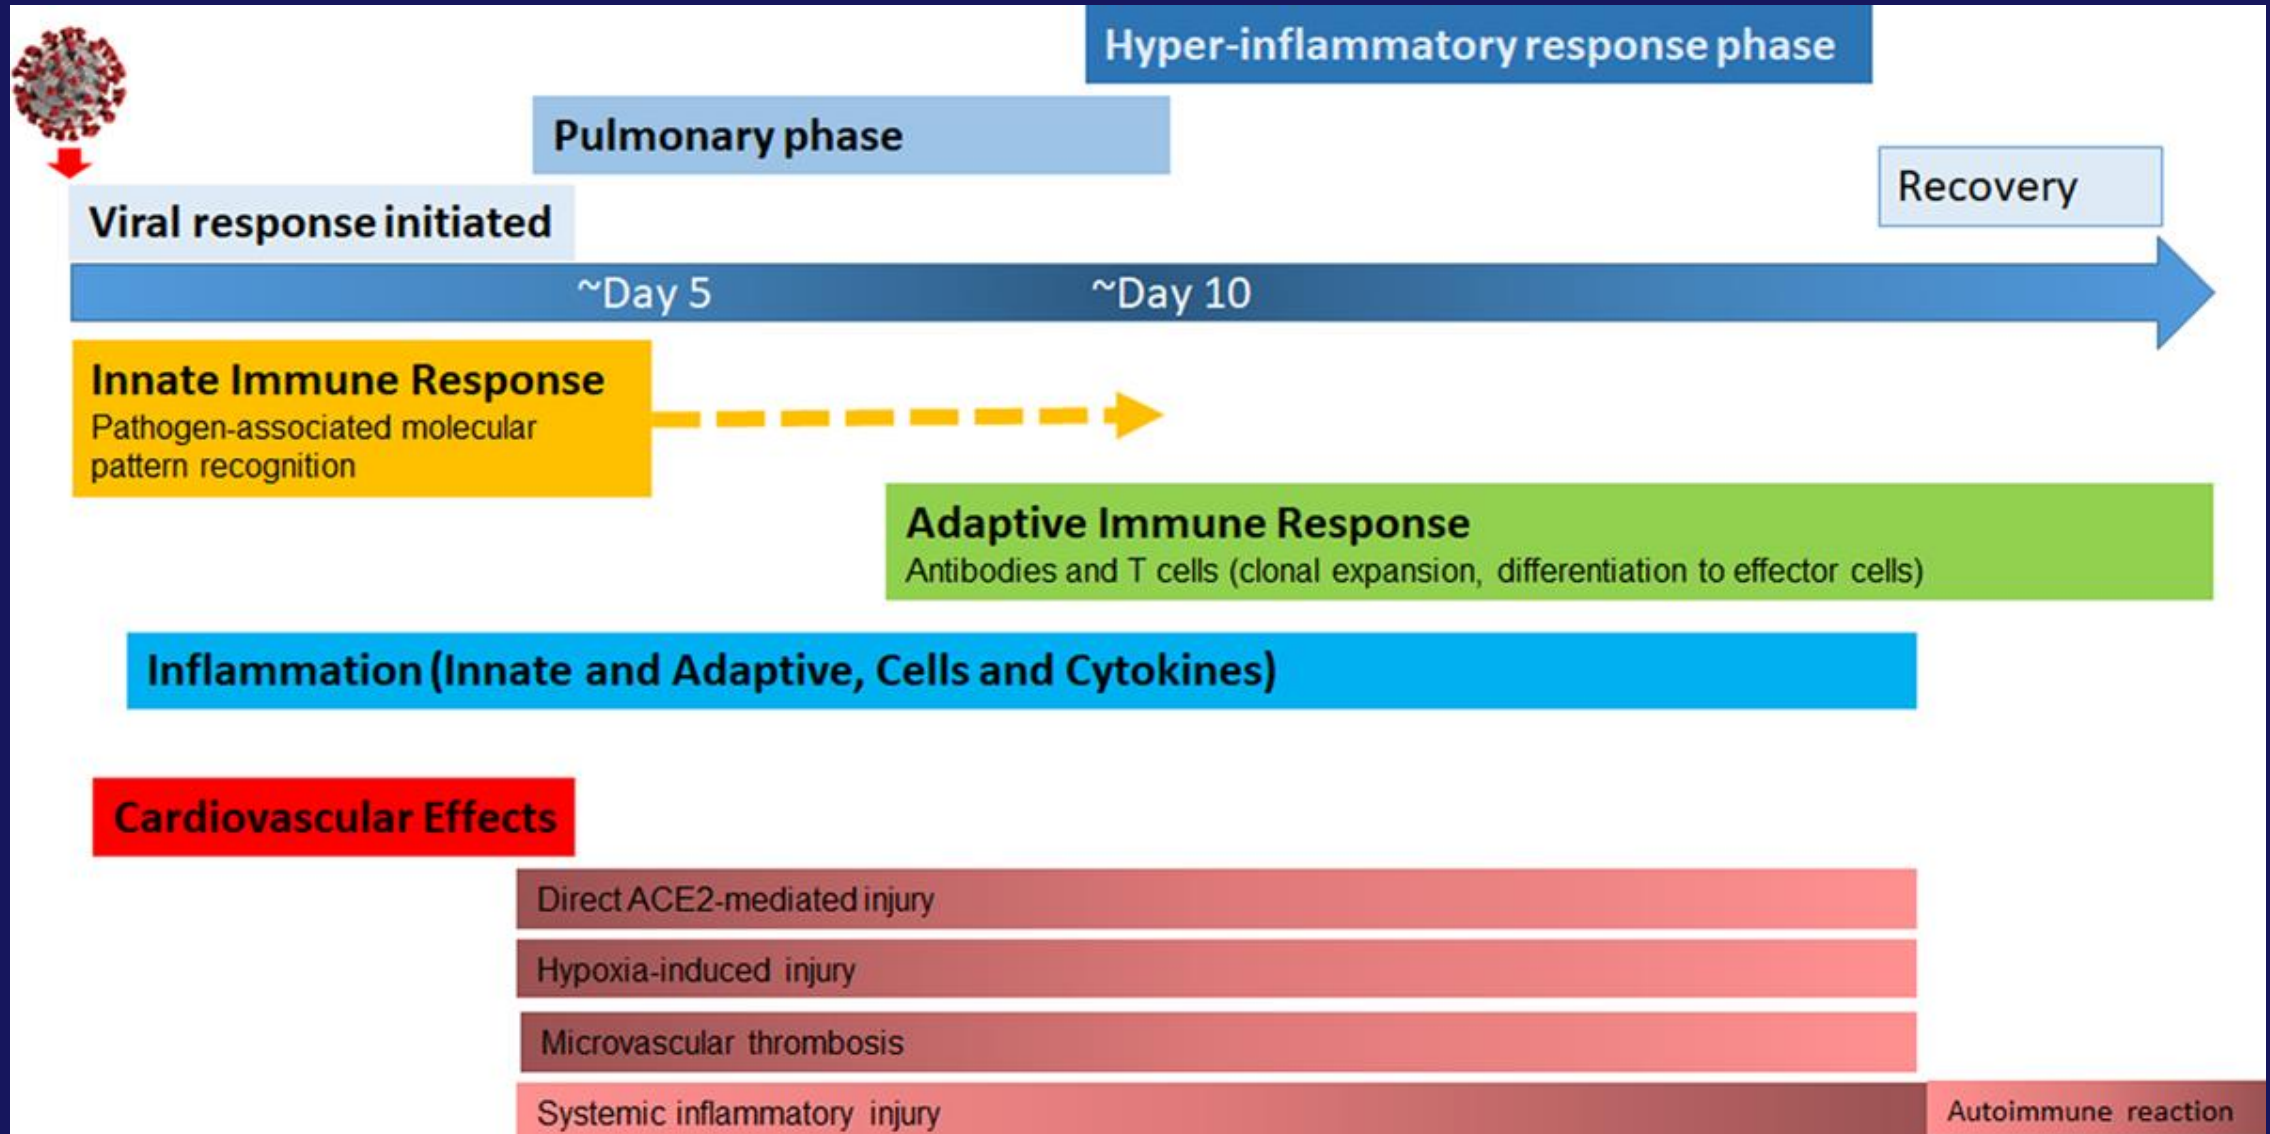 Hyper-inflammatory response phase
Pulmonary phase
Recovery
Viral response initiated
~Day 5
~Day 10
Innate Immune Response
Pathogen-associated molecular
pattern recognition
Adaptive Immune Response
Antibodies and T cells (clonal expansion, differentiation to effector cells)
Inflammation (Innate and Adaptive, Cells and Cytokines)
Cardiovascular Effects
Direct ACE2-mediated injury
Hypoxia-induced injury
Microvascular thrombosis
Systemic inflammatory injury
Autoimmune reaction